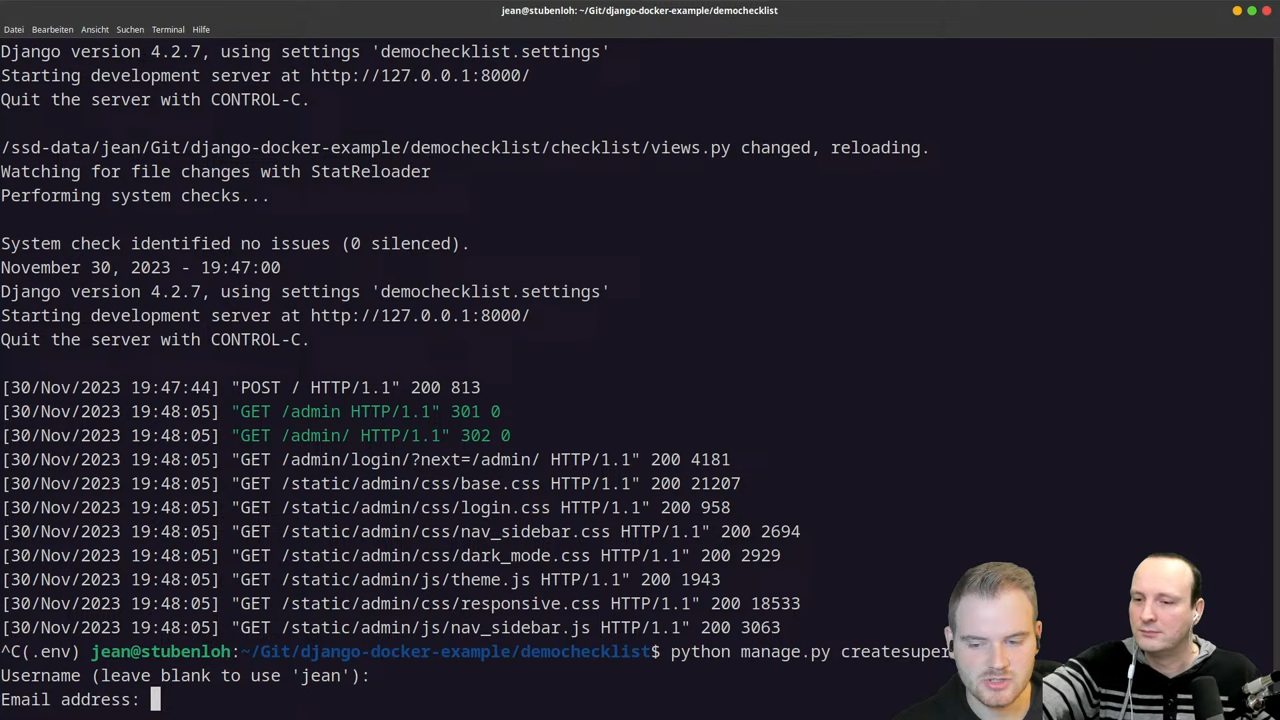 jean@stubenloh: ~/Git/django-docker-example/demochecklist
Datei Bearbeiten Ansicht Suchen Terminal Hilfe
Django version 4.2.7, using settings 'demochecklist.settings'
Starting development server at http://127.0.0.1:8000/
Quit the server with CONTROL-C.
/ssd-data/jean/Git/django-docker-example/demochecklist/checklist/views.py changed, reloading.
Watching for file changes with StatReloader
Performing system checks...
System check identified no issues (0 silenced).
November 30, 2023 - 19:47:00
Django version 4.2.7, using settings 'demochecklist.settings'
Starting development server at http://127.0.0.1:8000/
Quit the server with CONTROL-C.
[30/Nov/2023 19:47:44] "POST / HTTP/1.1" 200 813
[30/Nov/2023 19:48:05] "GET /admin HTTP/1.1" 301 0
[30/Nov/2023 19:48:05] "GET /admin/ HTTP/1.1" 302 0
[30/Nov/2023 19:48:05] "GET /admin/login/?next=/admin/ HTTP/1.1" 200 4181
[30/Nov/2023 19:48:05] "GET /static/admin/css/base.css HTTP/1.1" 200 21207
[30/Nov/2023 19:48:05] "GET /static/admin/css/login.css HTTP/1.1" 200 958
[30/Nov/2023 19:48:05] "GET /static/admin/css/nav_sidebar.css HTTP/1.1" 200 2694
[30/Nov/2023 19:48:05] "GET /static/admin/css/dark_mode.css HTTP/1.1" 200 2929
[30/Nov/2023 19:48:05] "GET /static/admin/js/theme.js HTTP/1.1" 200 1943
[30/Nov/2023 19:48:05] "GET /static/admin/css/responsive.css HTTP/1.1" 200 18533
[30/Nov/2023 19:48:05] "GET /static/admin/js/nav_sidebar.js HTTP/1.1" 200 3063
^C(.env) jean@stubenloh:~/Git/django-docker-example/demochecklist$ python manage.py createsuper
Username (leave blank to use 'jean'):
Email address: